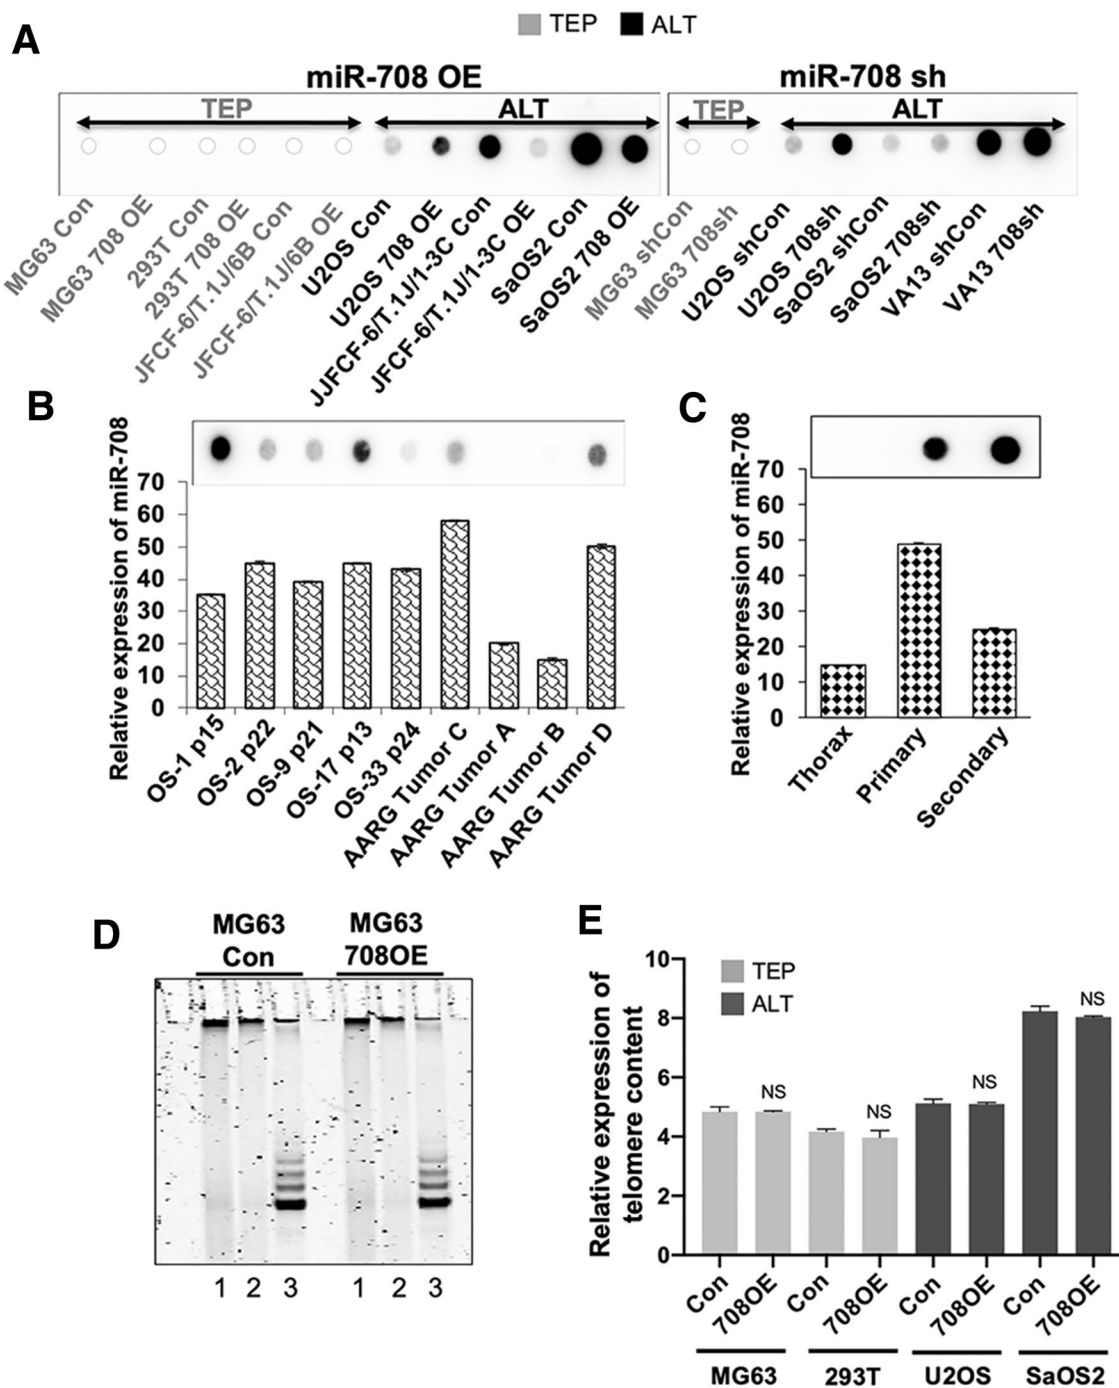 TEP ALT
A
miR-708 OE miR-708 sh
TEP ALT TEP ALT
MG63 Con
MG63 708 OE
293T Con
293T 708 OE
JFCF-6/T.1J/6B Con
JFCF-6/T.1J/6B OE
U2OS Con
U2OS 708 OE
JJFCF-6/T.1J/1-3C Con
JFCF-6/T.1J/1-3C OE
SaOS2 Con
SaOS2 708 OE
MG63 shCon
MG63 708sh
U2OS shCon
U2OS 708sh
SaOS2 shCon
SaOS2 708sh
VA13 shCon
VA13 708sh
B
Relative expression of miR-708
70
60
50
40
30
20
10
0
OS-1 p15
OS-2 p22
OS-9 p21
OS-17 p13
OS-33 p24
AARG Tumor C
AARG Tumor A
AARG Tumor B
AARG Tumor D
C
Relative expression of miR-708
70
60
50
40
30
20
10
0
Thorax
Primary
Secondary
D
MG63 MG63
Con 708OE
1 2 3 1 2 3
E
Relative expression of
telomere content
10
8
6
4
2
0
TEP
ALT
NS
NS
NS
NS
Con
708OE
Con
708OE
Con
708OE
Con
708OE
MG63 293T U2OS SaOS2